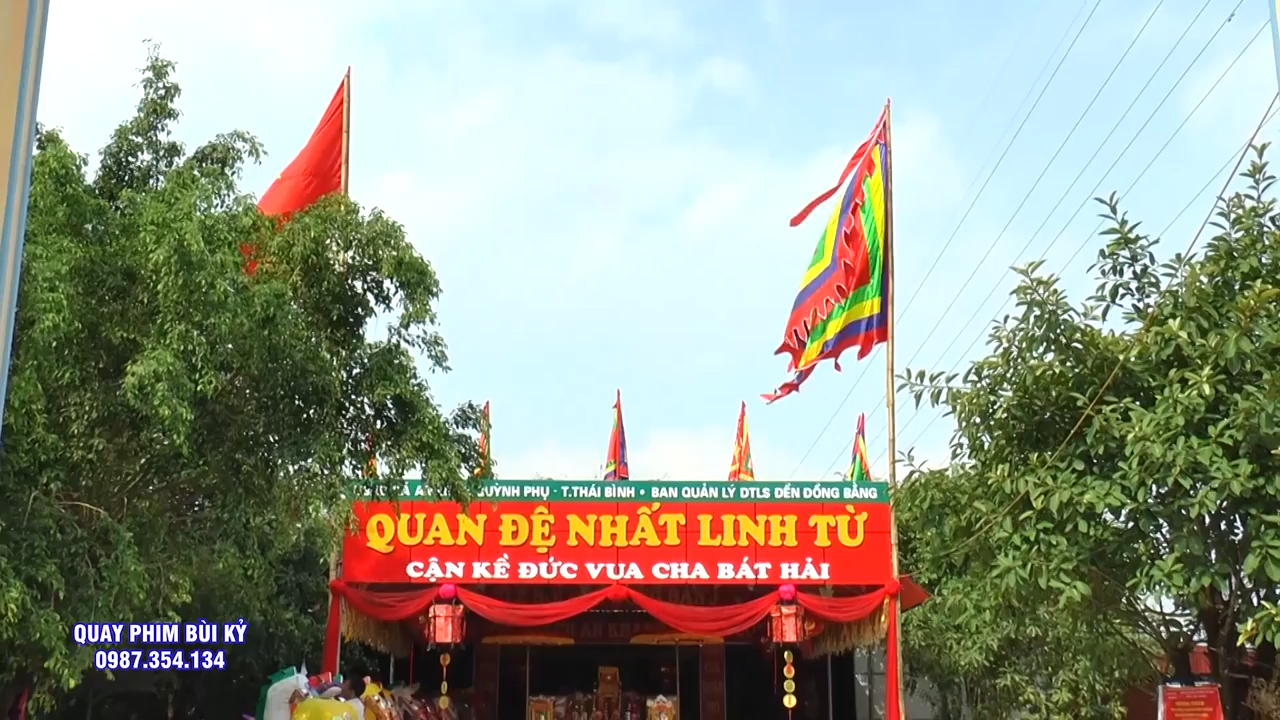 QUỲNH PHỤ - T.THÁI BÌNH • BAN QUẢN LÝ DTLS ĐỀN ĐỒNG BẰNG
QUAN ĐỆ NHẤT LINH TỪ
CẬN KỀ ĐỨC VUA CHA BÁT HẢI
QUAY PHIM BÙI KỶ
0987.354.134